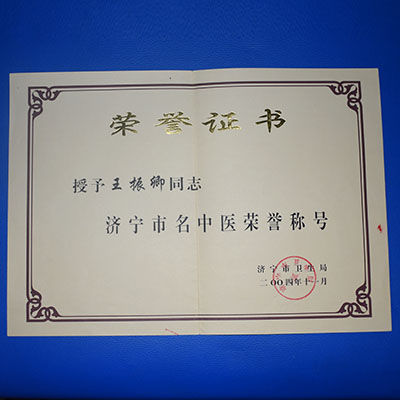 荣誉证书
授予王振卿同志
济宁市名中医荣誉称号
济宁市卫生局
二〇〇四年十一月